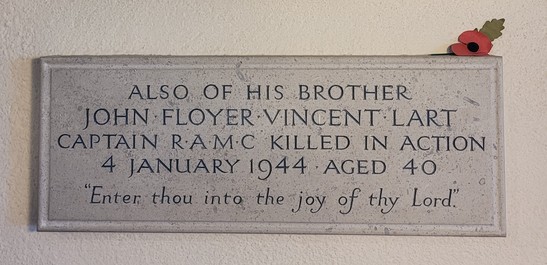 ALSO OF HIS BROTHER
JOHN·FLOYER·VINCENT·LART
CAPTAIN R·A·M·C KILLED IN ACTION
4 JANUARY 1944·AGED 40
"Enter thou into the joy of thy Lord".